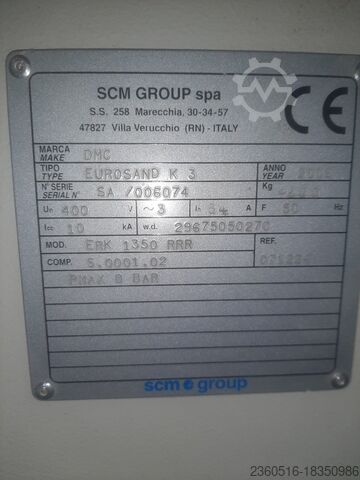 SCM GROUP spa
S.S. 258 Marecchia, 30-34-57
47827 Villa Verucchio (RN) - ITALY
CE
MARCA
MAKE DMC
TIPO
TYPE EUROSAND K 3
ANNO
YEAR
N° SERIE
SERIAL N° SA /006074
Kg
Un 400 V ~3 In A F 50 Hz
Icc 10 kA w.d. 29675050270
MOD. ERK 1350 RRR
REF.
COMP. S.0001.02
PMAX 8 BAR
scm group
2360516-18350986